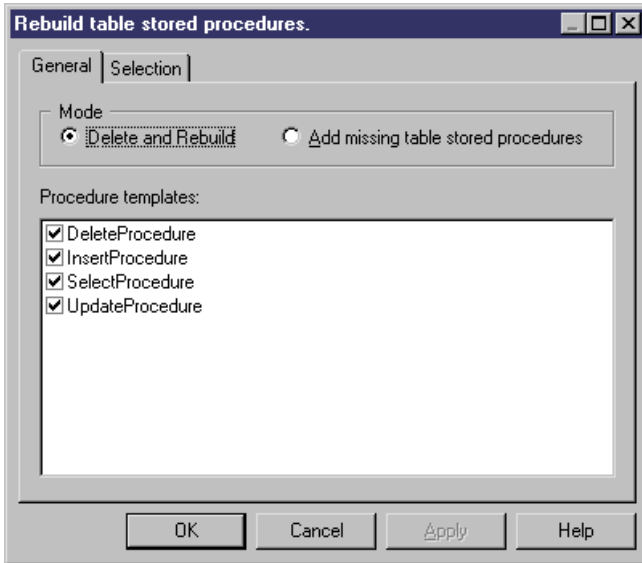 Rebuild table stored procedures.
General Selection
Mode
Delete and Rebuild Add missing table stored procedures
Procedure templates:
DeleteProcedure
InsertProcedure
SelectProcedure
UpdateProcedure
OK Cancel Apply Help